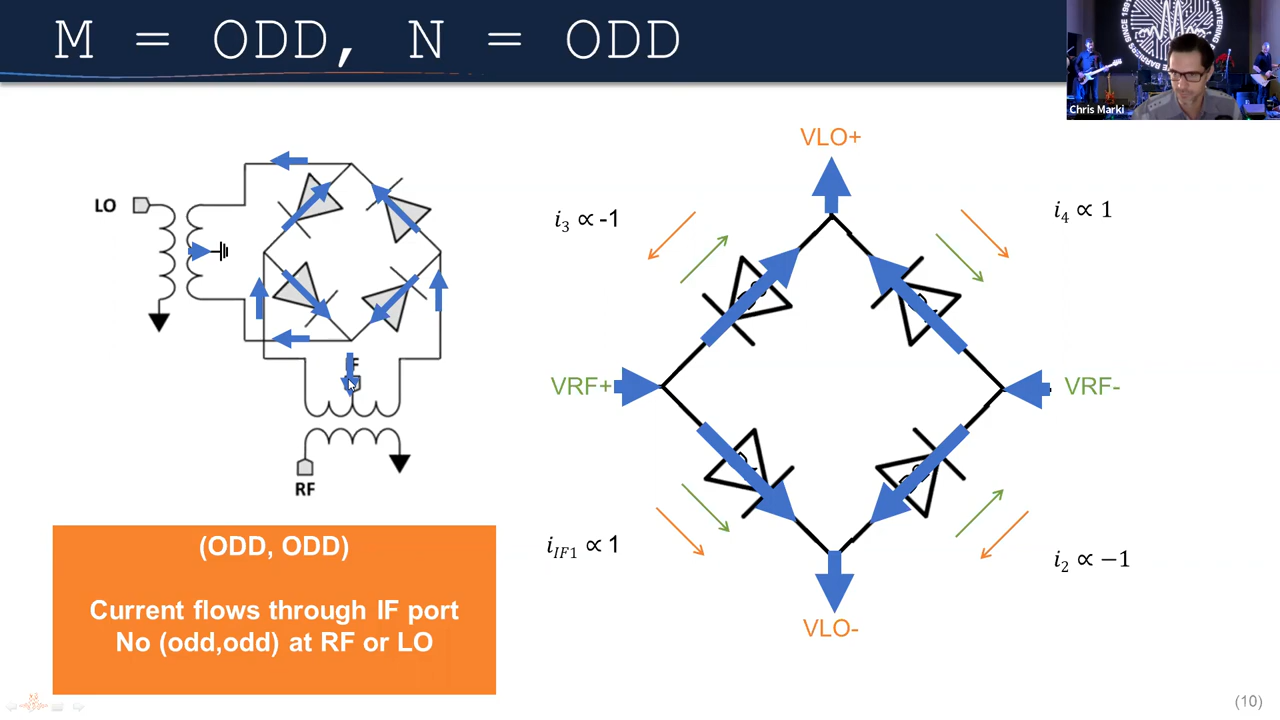 M = ODD, N = ODD
Chris Marki
LO
RF
VLO+
i₃ ∝ -1
i₄ ∝ 1
VRF+
VRF-
i_IF1 ∝ 1
i₂ ∝ −1
VLO-
(ODD, ODD)
Current flows through IF port
No (odd,odd) at RF or LO
(10)